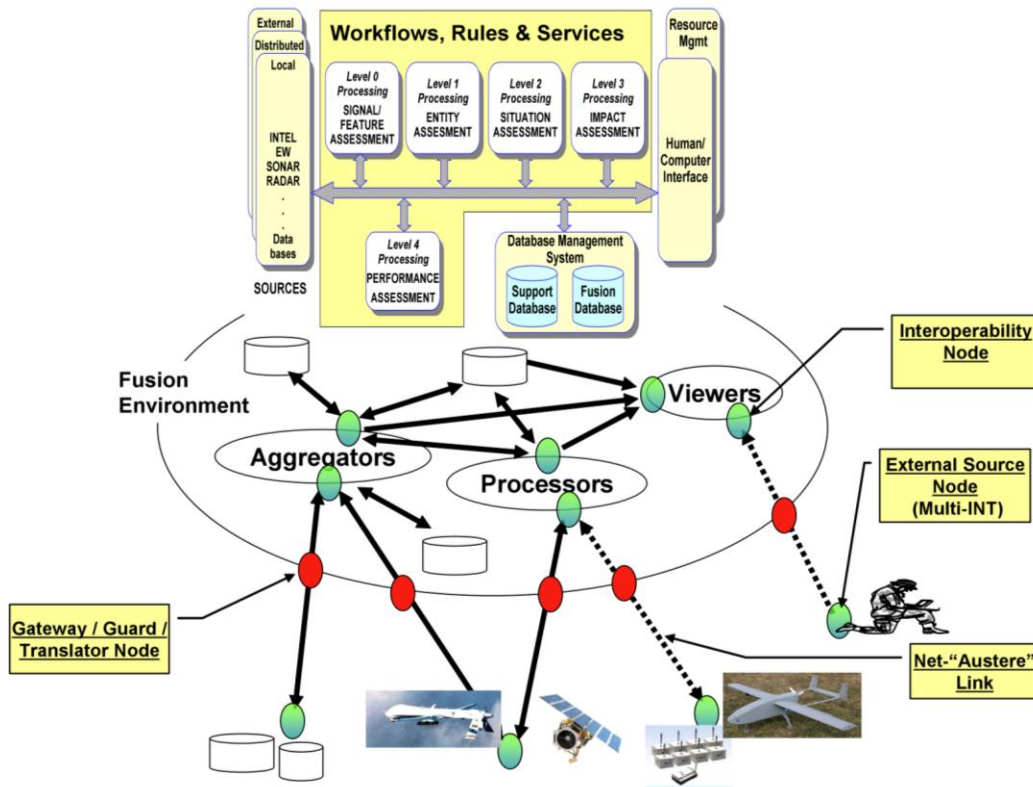 External
Distributed
Local
INTEL
EW
SONAR
RADAR
.
.
.
Data
bases
SOURCES
Workflows, Rules & Services
Level 0
Processing
SIGNAL/
FEATURE
ASSESSMENT
Level 1
Processing
ENTITY
ASSESMENT
Level 2
Processing
SITUATION
ASSESSMENT
Level 3
Processing
IMPACT
ASSESSMENT
Resource
Mgmt
Human/
Computer
Interface
Level 4
Processing
PERFORMANCE
ASSESSMENT
Database Management
System
Support
Database
Fusion
Database
Fusion
Environment
Aggregators
Processors
Viewers
Interoperability
Node
External Source
Node
(Multi-INT)
Gateway / Guard /
Translator Node
Net-“Austere”
Link